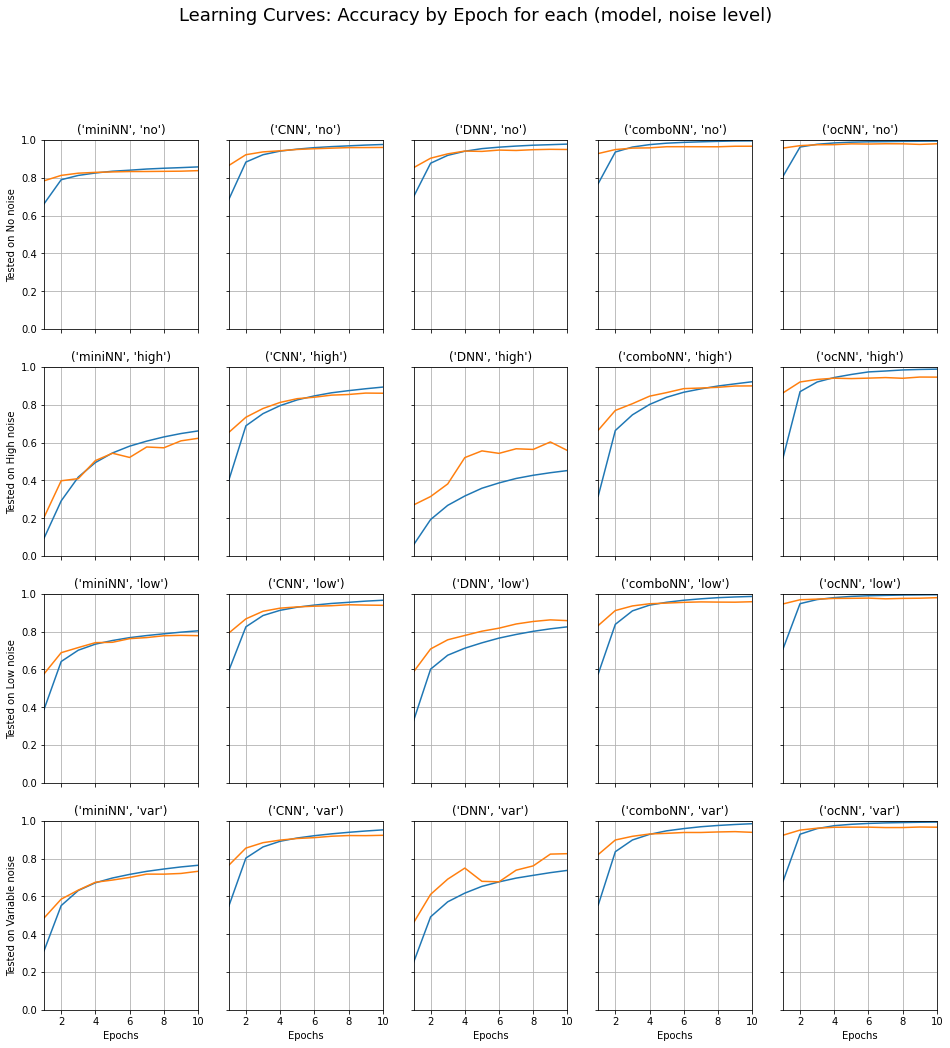 Learning Curves: Accuracy by Epoch for each (model, noise level)
('miniNN', 'no') ('CNN', 'no') ('DNN', 'no') ('comboNN', 'no') ('ocNN', 'no')
Tested on No noise
1.0
0.8
0.6
0.4
0.2
0.0
('miniNN', 'high') ('CNN', 'high') ('DNN', 'high') ('comboNN', 'high') ('ocNN', 'high')
Tested on High noise
1.0
0.8
0.6
0.4
0.2
0.0
('miniNN', 'low') ('CNN', 'low') ('DNN', 'low') ('comboNN', 'low') ('ocNN', 'low')
Tested on Low noise
1.0
0.8
0.6
0.4
0.2
0.0
('miniNN', 'var') ('CNN', 'var') ('DNN', 'var') ('comboNN', 'var') ('ocNN', 'var')
Tested on Variable noise
1.0
0.8
0.6
0.4
0.2
0.0
2 4 6 8 10 2 4 6 8 10 2 4 6 8 10 2 4 6 8 10 2 4 6 8 10
Epochs Epochs Epochs Epochs Epochs